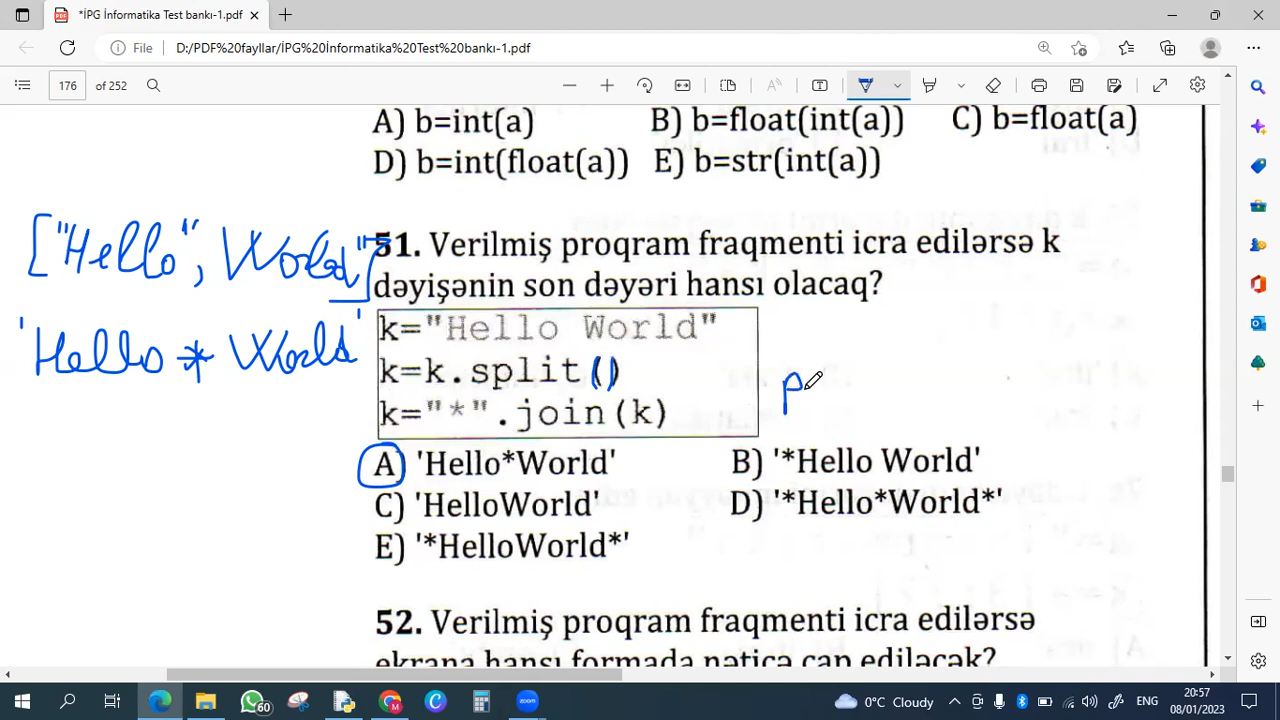 *İPG İnformatika Test bankı-1.pdf
File
D:/PDF%20fayllar/İPG%20İnformatika%20Test%20bankı-1.pdf
176 of 252
A) b=int(a) B) b=float(int(a)) C) b=float(a)
D) b=int(float(a)) E) b=str(int(a))
["Hello", World"]
'Hello * World'
51. Verilmiş proqram fraqmenti icra edilərsə k
dəyişənin son dəyəri hansı olacaq?
k="Hello World"
k=k.split()
k="*".join(k)
P
A) 'Hello*World' B) '*Hello World'
C) 'HelloWorld' D) '*Hello*World*'
E) '*HelloWorld*'
52. Verilmiş proqram fraqmenti icra edilərsə
ekrana hansı formada nəticə çap ediləcək?
60
zoom
0°C Cloudy
ENG
20:57
08/01/2023